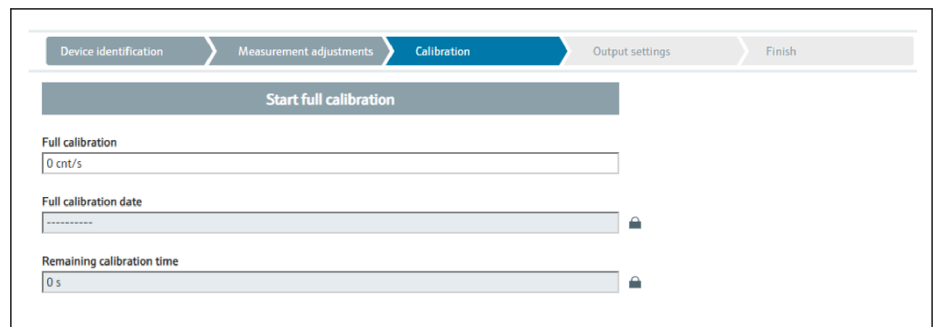 Device identification Measurement adjustments Calibration Output settings Finish
Start full calibration
Full calibration
0 cnt/s
Full calibration date
----------
Remaining calibration time
0 s